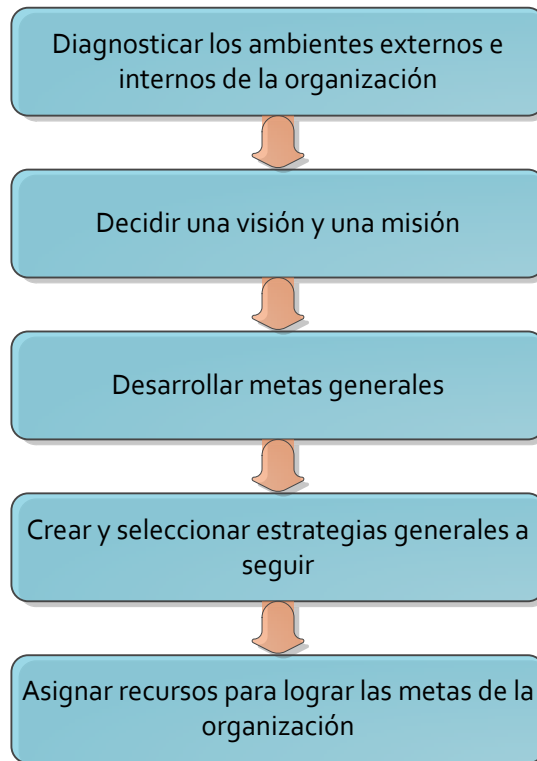 Diagnosticar los ambientes externos e
internos de la organización
Decidir una visión y una misión
Desarrollar metas generales
Crear y seleccionar estrategias generales a
seguir
Asignar recursos para lograr las metas de la
organización